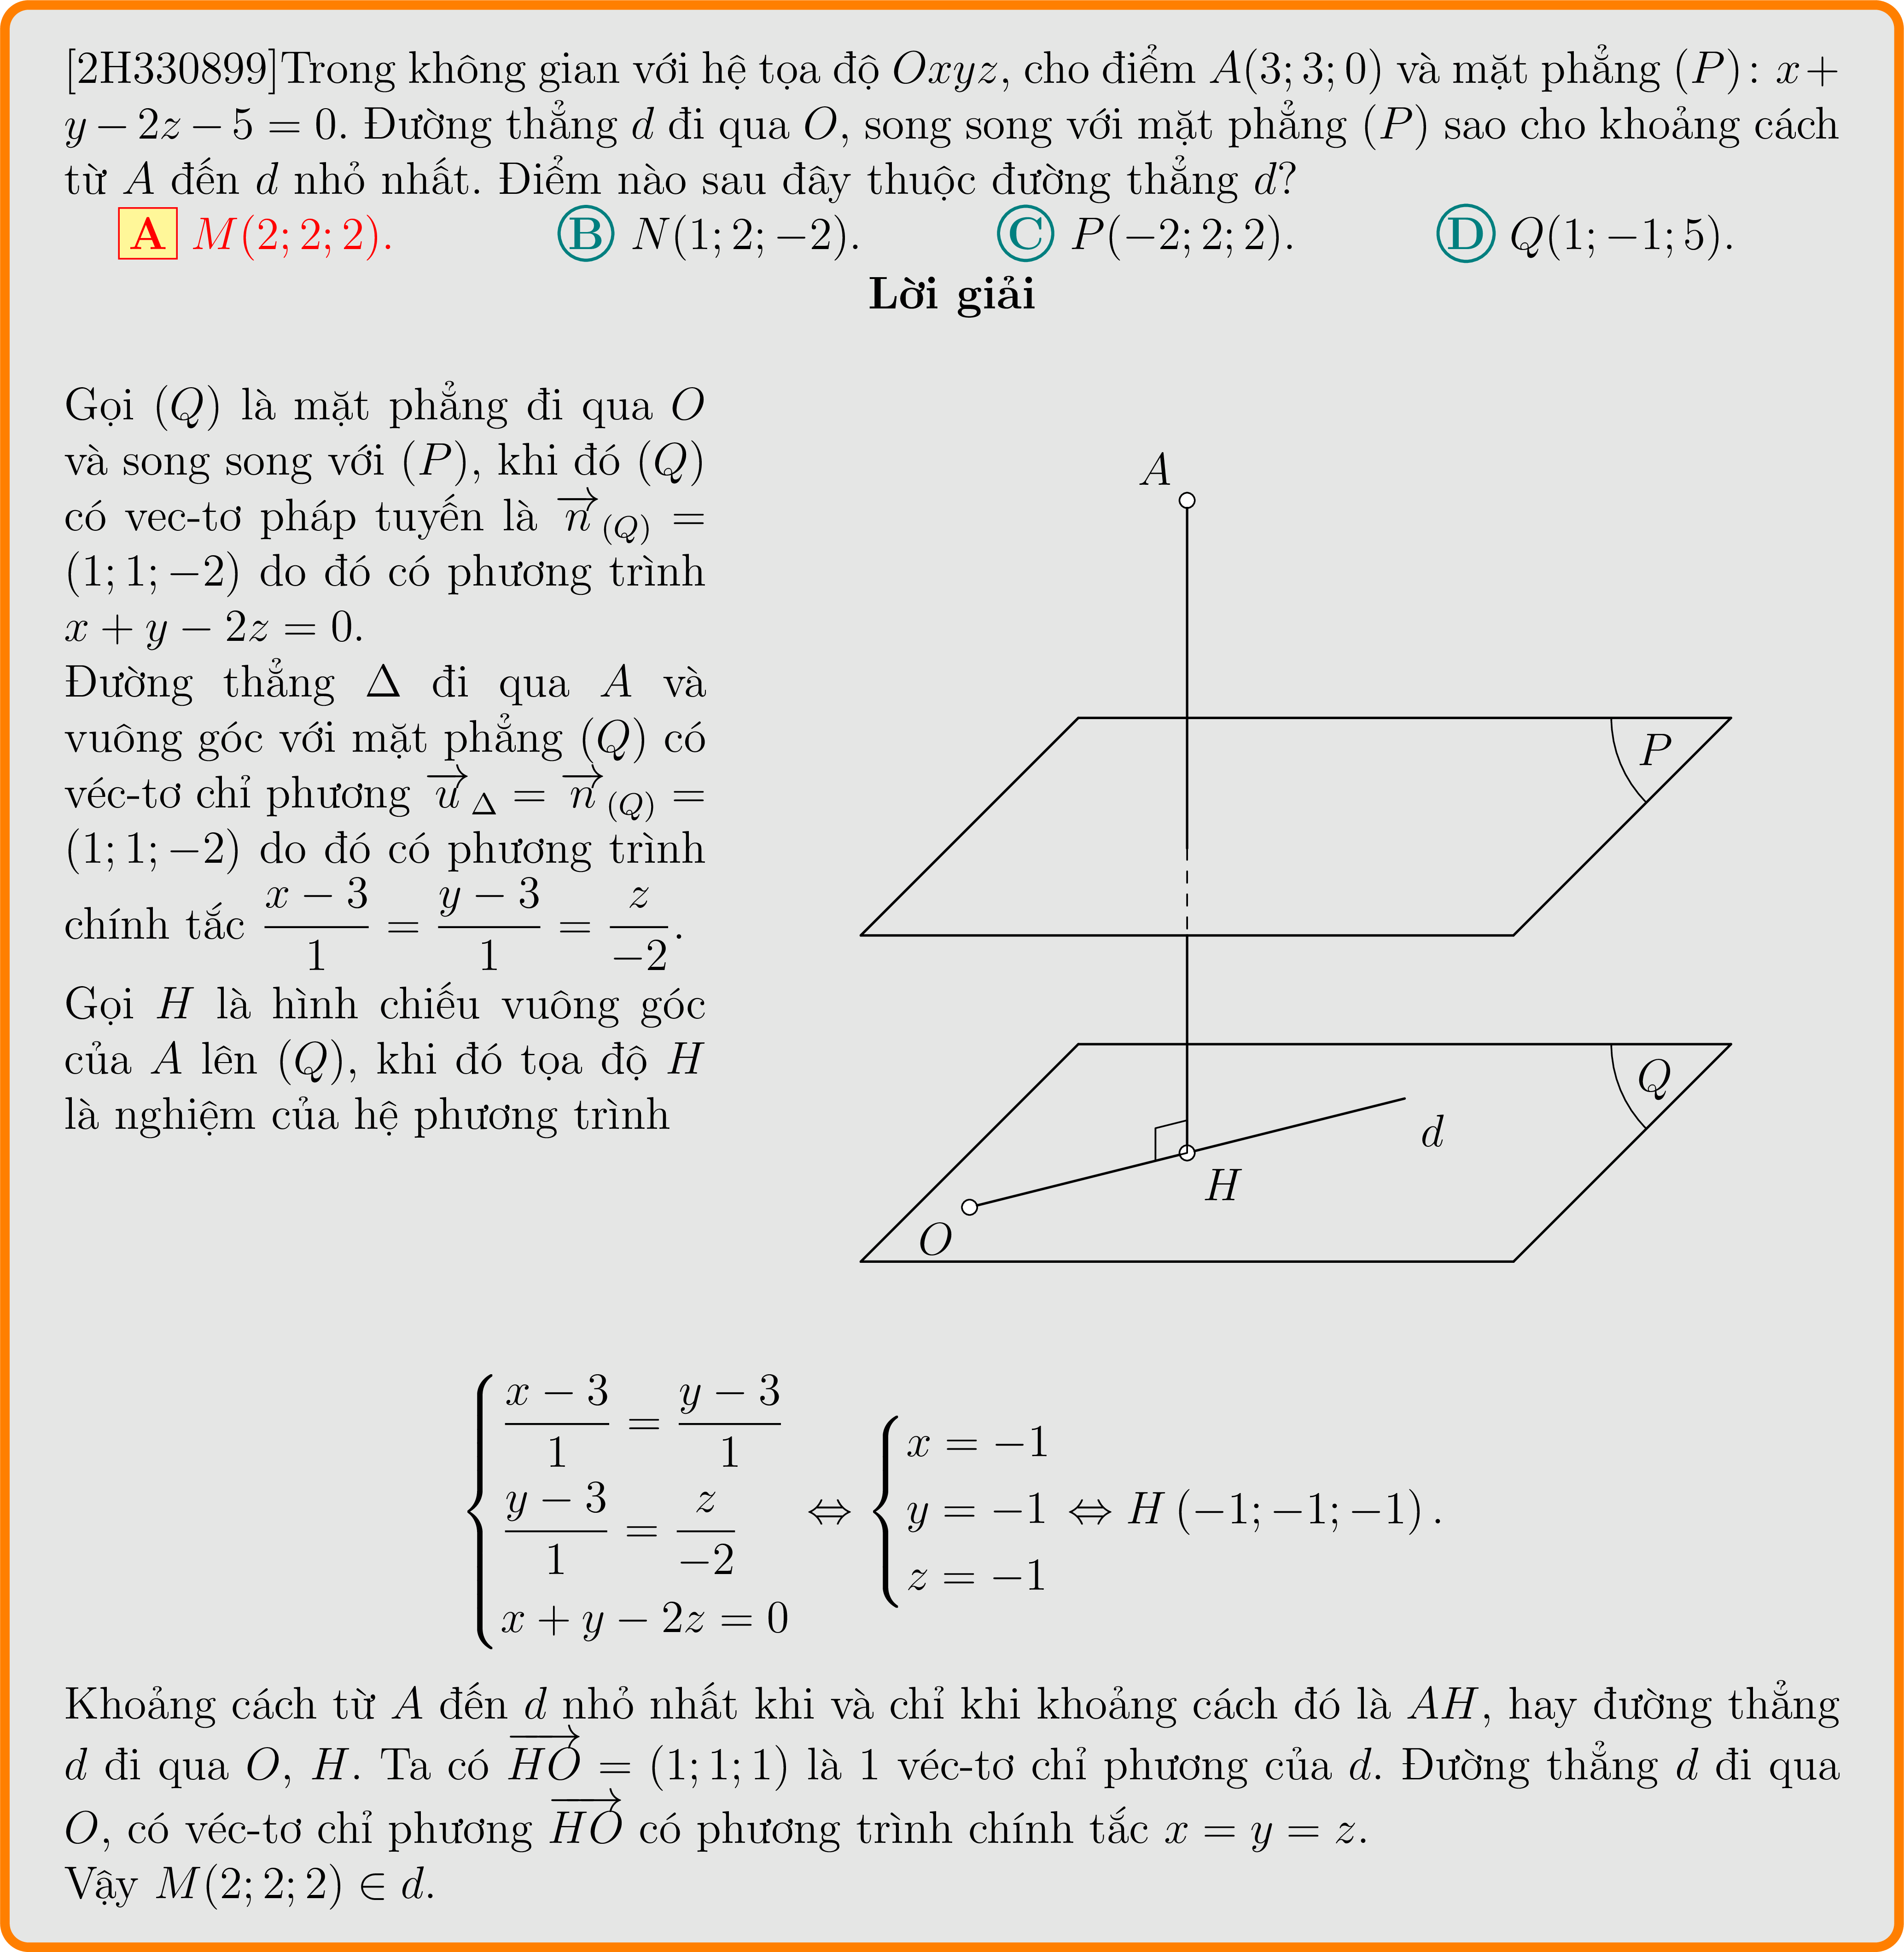 [2H330899]Trong không gian với hệ tọa độ Oxyz, cho điểm A(3; 3; 0) và mặt phẳng (P): x +
y − 2z − 5 = 0. Đường thẳng d đi qua O, song song với mặt phẳng (P) sao cho khoảng cách
từ A đến d nhỏ nhất. Điểm nào sau đây thuộc đường thẳng d?
A M(2; 2; 2). B N(1; 2; −2). C P(−2; 2; 2). D Q(1; −1; 5).
Lời giải
Gọi (Q) là mặt phẳng đi qua O
và song song với (P), khi đó (Q)
có vec-tơ pháp tuyến là \overrightarrow{n}_{(Q)} =
(1; 1; −2) do đó có phương trình
x + y − 2z = 0.
Đường thẳng Δ đi qua A và
vuông góc với mặt phẳng (Q) có
véc-tơ chỉ phương \overrightarrow{u}_{Δ} = \overrightarrow{n}_{(Q)} =
(1; 1; −2) do đó có phương trình
chính tắc \frac{x − 3}{1} = \frac{y − 3}{1} = \frac{z}{−2}.
Gọi H là hình chiếu vuông góc
của A lên (Q), khi đó tọa độ H
là nghiệm của hệ phương trình
A
P
Q
d
H
O
\begin{cases} \frac{x − 3}{1} = \frac{y − 3}{1} \\ \frac{y − 3}{1} = \frac{z}{−2} \\ x + y − 2z = 0 \end{cases} ⇔ \begin{cases} x = −1 \\ y = −1 \\ z = −1 \end{cases} ⇔ H (−1; −1; −1) .
Khoảng cách từ A đến d nhỏ nhất khi và chỉ khi khoảng cách đó là AH, hay đường thẳng
d đi qua O, H. Ta có \overrightarrow{HO} = (1; 1; 1) là 1 véc-tơ chỉ phương của d. Đường thẳng d đi qua
O, có véc-tơ chỉ phương \overrightarrow{HO} có phương trình chính tắc x = y = z.
Vậy M(2; 2; 2) ∈ d.